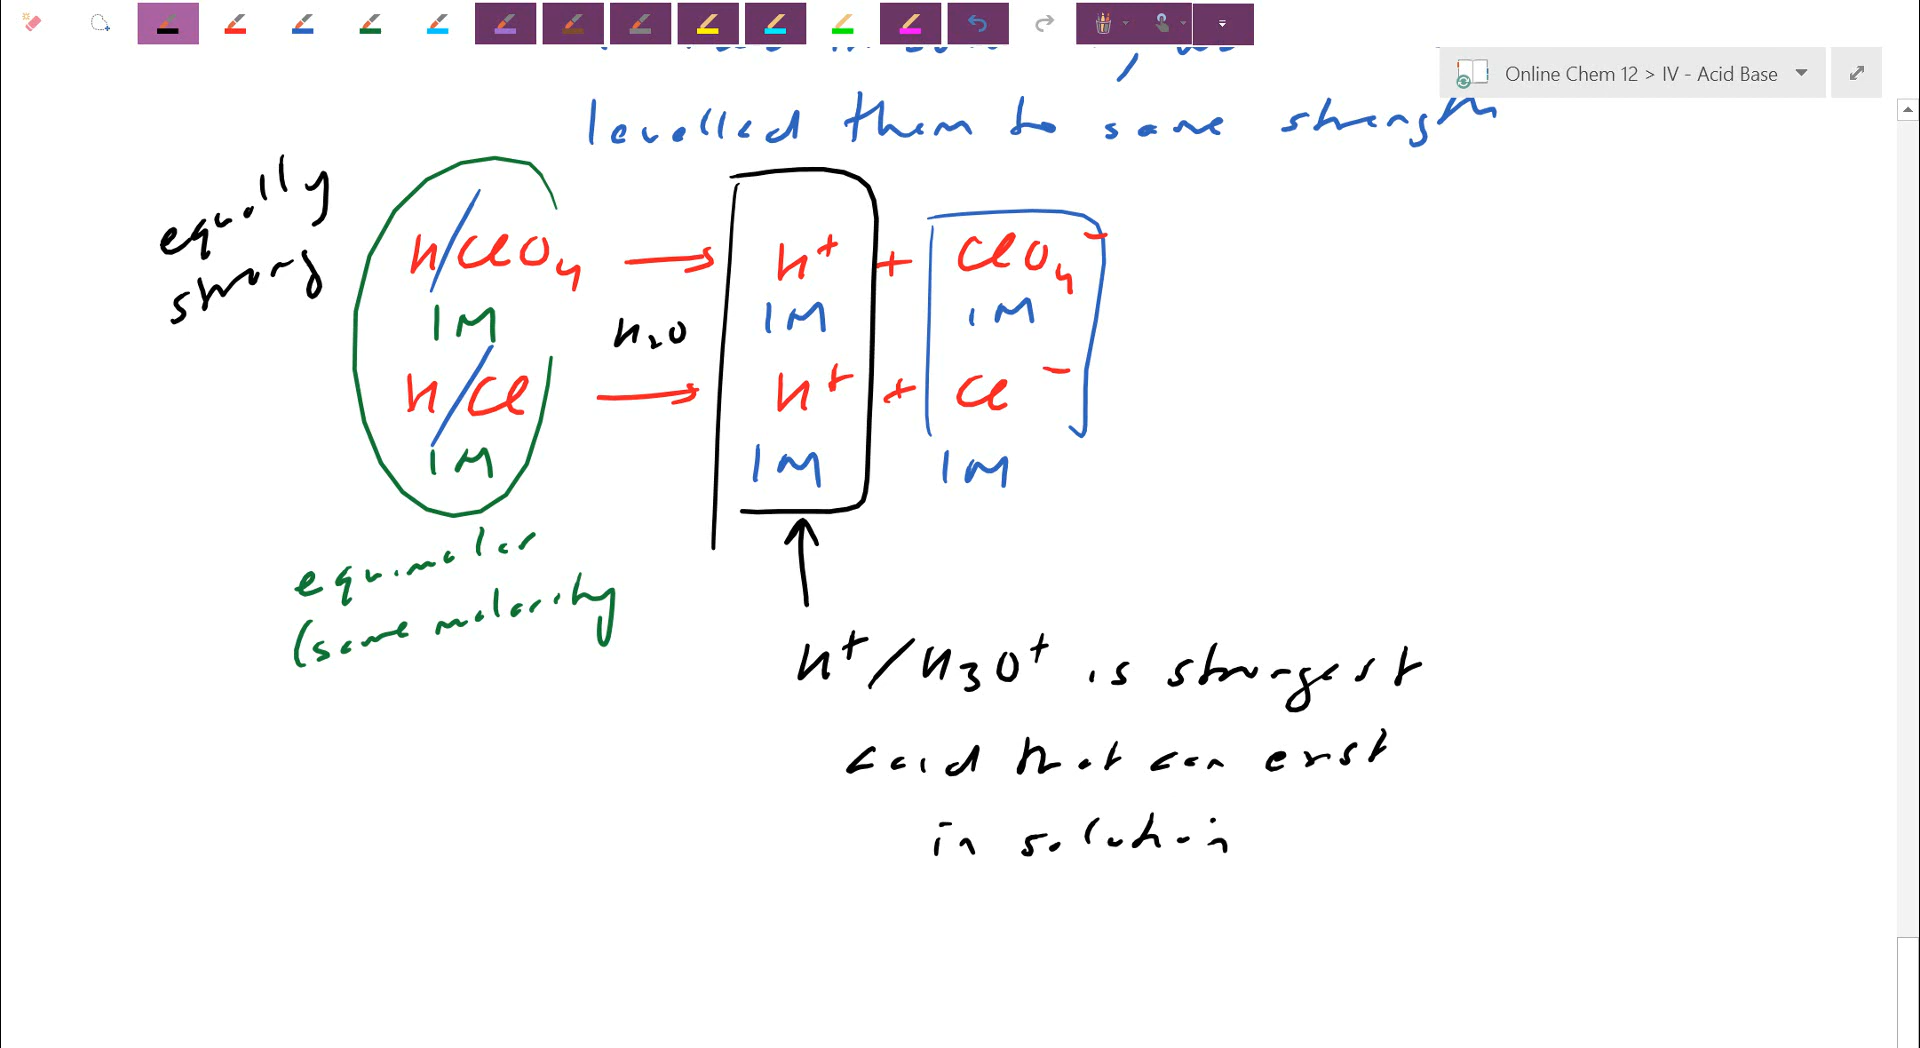 Online Chem 12 > IV - Acid Base
levelled them to same strength
equally
strong
HClO4 → H+ + ClO4−
1M 1M 1M
H2O
HCl → H+ + Cl−
1M 1M 1M
equimolar
(same molarity
H+/H3O+ is strongest
acid that can exist
in solution